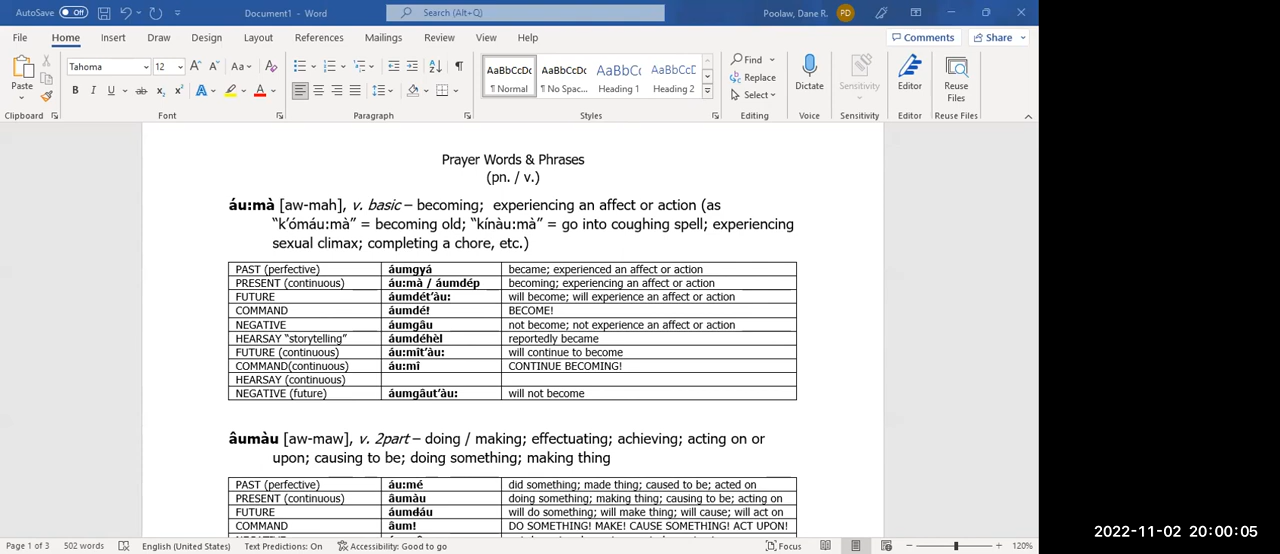 AutoSave Off Document1 - Word Search (Alt+Q) Poolaw, Dane R. PD
File Home Insert Draw Design Layout References Mailings Review View Help Comments Share
Tahoma 12 Aa AaBbCcDc AaBbCcDc AaBbC AaBbCcD Find Replace Select
Paste B I U ab x₂ x² A A ¶ Normal ¶ No Spac... Heading 1 Heading 2 Dictate Sensitivity Editor Reuse Files
Clipboard Font Paragraph Styles Editing Voice Sensitivity Editor Reuse Files
Prayer Words & Phrases
(pn. / v.)
áu:mà [aw-mah], v. basic – becoming; experiencing an affect or action (as
“k’ómáu:mà” = becoming old; “kínàu:mà” = go into coughing spell; experiencing
sexual climax; completing a chore, etc.)
PAST (perfective) áumgyá became; experienced an affect or action
PRESENT (continuous) áu:mà / áumdép becoming; experiencing an affect or action
FUTURE áumdét’àu: will become; will experience an affect or action
COMMAND áumdé! BECOME!
NEGATIVE áumgâu not become; not experience an affect or action
HEARSAY “storytelling” áumdéhèl reportedly became
FUTURE (continuous) áu:mît’àu: will continue to become
COMMAND(continuous) áu:mî CONTINUE BECOMING!
HEARSAY (continuous)
NEGATIVE (future) áumgâut’àu: will not become
âumàu [aw-maw], v. 2part – doing / making; effectuating; achieving; acting on or
upon; causing to be; doing something; making thing
PAST (perfective) áu:mé did something; made thing; caused to be; acted on
PRESENT (continuous) âumàu doing something; making thing; causing to be; acting on
FUTURE áumdáu will do something; will make thing; will cause; will act on
COMMAND âum! DO SOMETHING! MAKE! CAUSE SOMETHING! ACT UPON!
Page 1 of 3 502 words English (United States) Text Predictions: On Accessibility: Good to go Focus 120%
2022-11-02 20:00:05